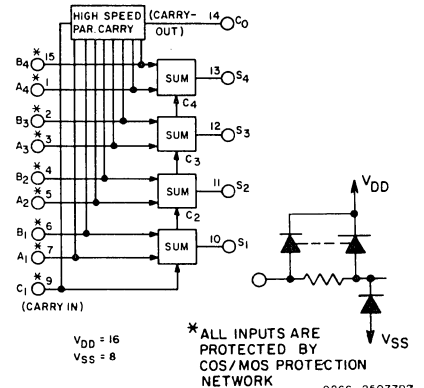 HIGH SPEED
PAR. CARRY
(CARRY-
OUT)
14
C0
* B4 15
* A4 1
SUM
13
S4
C4
* B3 2
* A3 3
SUM
12
S3
C3
* B2 4
* A2 5
SUM
11
S2
C2
* B1 6
* A1 7
SUM
10
S1
* C1 9
(CARRY IN)
VDD = 16
VSS = 8
VDD
VSS
* ALL INPUTS ARE
PROTECTED BY
COS/MOS PROTECTION
NETWORK